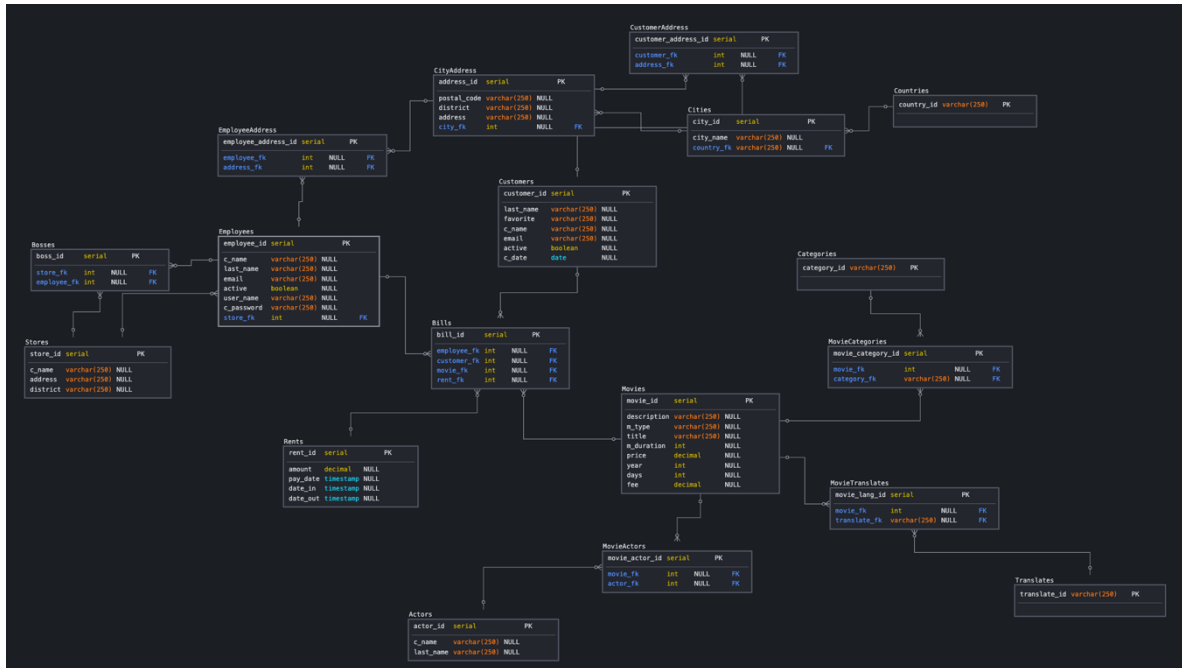 CustomerAddress
customer_address_id serial PK
customer_fk int NULL FK
address_fk int NULL FK
CityAddress
address_id serial PK
postal_code varchar(250) NULL
district varchar(250) NULL
address varchar(250) NULL
city_fk int NULL FK
Countries
country_id varchar(250) PK
Cities
city_id serial PK
city_name varchar(250) NULL
country_fk varchar(250) NULL FK
EmployeeAddress
employee_address_id serial PK
employee_fk int NULL FK
address_fk int NULL FK
Customers
customer_id serial PK
last_name varchar(250) NULL
favorite varchar(250) NULL
c_name varchar(250) NULL
email varchar(250) NULL
active boolean NULL
c_date date NULL
Employees
employee_id serial PK
c_name varchar(250) NULL
last_name varchar(250) NULL
email varchar(250) NULL
active boolean NULL
user_name varchar(250) NULL
c_password varchar(250) NULL
store_fk int NULL FK
Bosses
boss_id serial PK
store_fk int NULL FK
employee_fk int NULL FK
Categories
category_id varchar(250) PK
Stores
store_id serial PK
c_name varchar(250) NULL
address varchar(250) NULL
district varchar(250) NULL
Bills
bill_id serial PK
employee_fk int NULL FK
customer_fk int NULL FK
movie_fk int NULL FK
rent_fk int NULL FK
MovieCategories
movie_category_id serial PK
movie_fk int NULL FK
category_fk varchar(250) NULL FK
Movies
movie_id serial PK
description varchar(250) NULL
m_type varchar(250) NULL
title varchar(250) NULL
m_duration int NULL
price decimal NULL
year int NULL
days int NULL
fee decimal NULL
Rents
rent_id serial PK
amount decimal NULL
pay_date timestamp NULL
date_in timestamp NULL
date_out timestamp NULL
MovieTranslates
movie_lang_id serial PK
movie_fk int NULL FK
translate_fk varchar(250) NULL FK
MovieActors
movie_actor_id serial PK
movie_fk int NULL FK
actor_fk int NULL FK
Translates
translate_id varchar(250) PK
Actors
actor_id serial PK
c_name varchar(250) NULL
last_name varchar(250) NULL